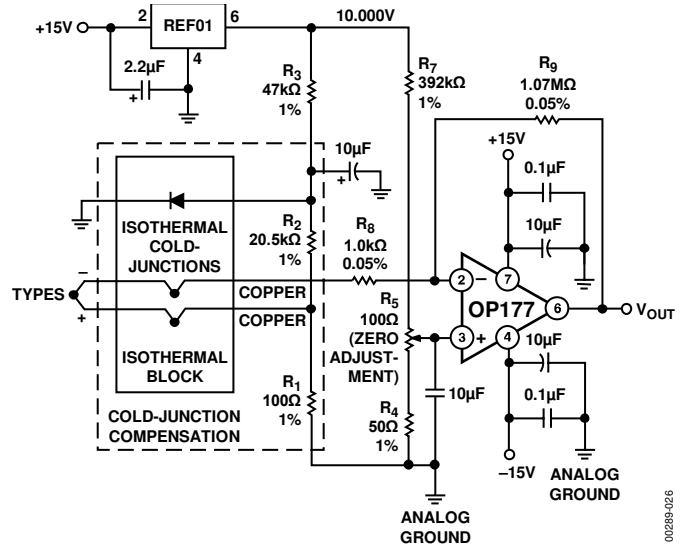 +15V
2
REF01
6
10.000V
4
2.2µF
+
R3
47kΩ
1%
R7
392kΩ
1%
R9
1.07MΩ
0.05%
+15V
0.1µF
10µF
+
10µF
+
ISOTHERMAL
COLD-
JUNCTIONS
R2
20.5kΩ
1%
R8
1.0kΩ
0.05%
–
TYPES
+
COPPER
COPPER
ISOTHERMAL
BLOCK
R5
100Ω
(ZERO
ADJUST-
MENT)
2
–
7
OP177
6
VOUT
3
+
4
10µF
0.1µF
10µF
R1
100Ω
1%
R4
50Ω
1%
COLD-JUNCTION
COMPENSATION
–15V
ANALOG
GROUND
ANALOG
GROUND
00289-026